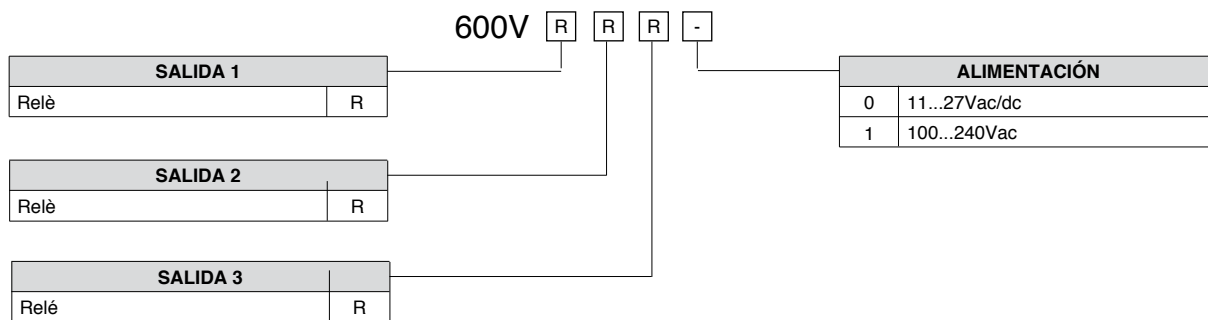 600V R R R -
SALIDA 1
Relè R
ALIMENTACIÓN
0 11...27Vac/dc
1 100...240Vac
SALIDA 2
Relè R
SALIDA 3
Relé R